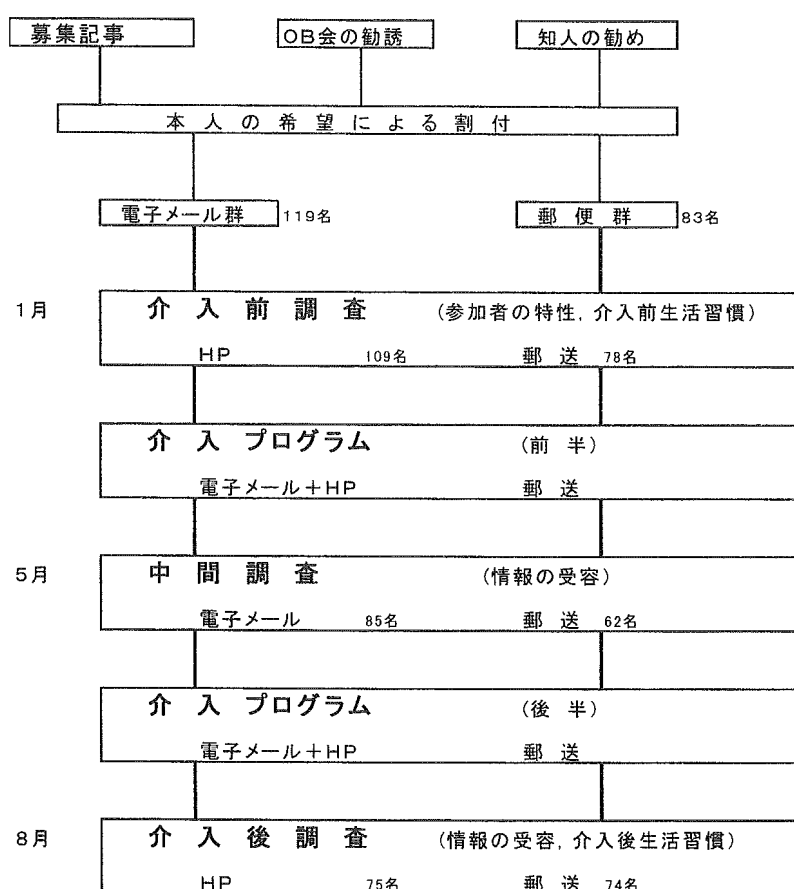 募集記事 OB会の勧誘 知人の勧め
本人の希望による割付
電子メール群 119名 郵便群 83名
1月 介入前調査 (参加者の特性, 介入前生活習慣)
HP 109名 郵送 78名
介入プログラム (前半)
電子メール+HP 郵送
5月 中間調査 (情報の受容)
電子メール 85名 郵送 62名
介入プログラム (後半)
電子メール+HP 郵送
8月 介入後調査 (情報の受容, 介入後生活習慣)
HP 75名 郵送 74名